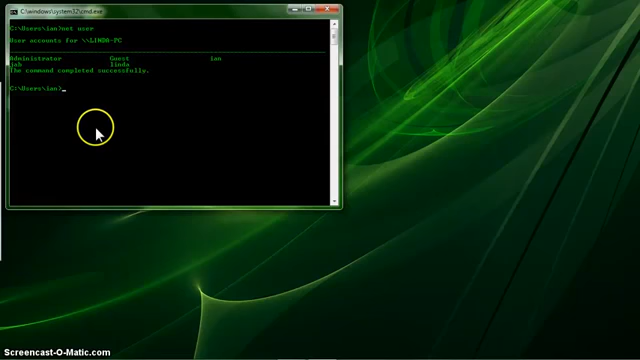 C:\windows\system32\cmd.exe
C:\Users\ian>net user
User accounts for \\LINDA-PC
Administrator Guest ian
jab linda
The command completed successfully.
C:\Users\ian>_
Screencast-O-Matic.com